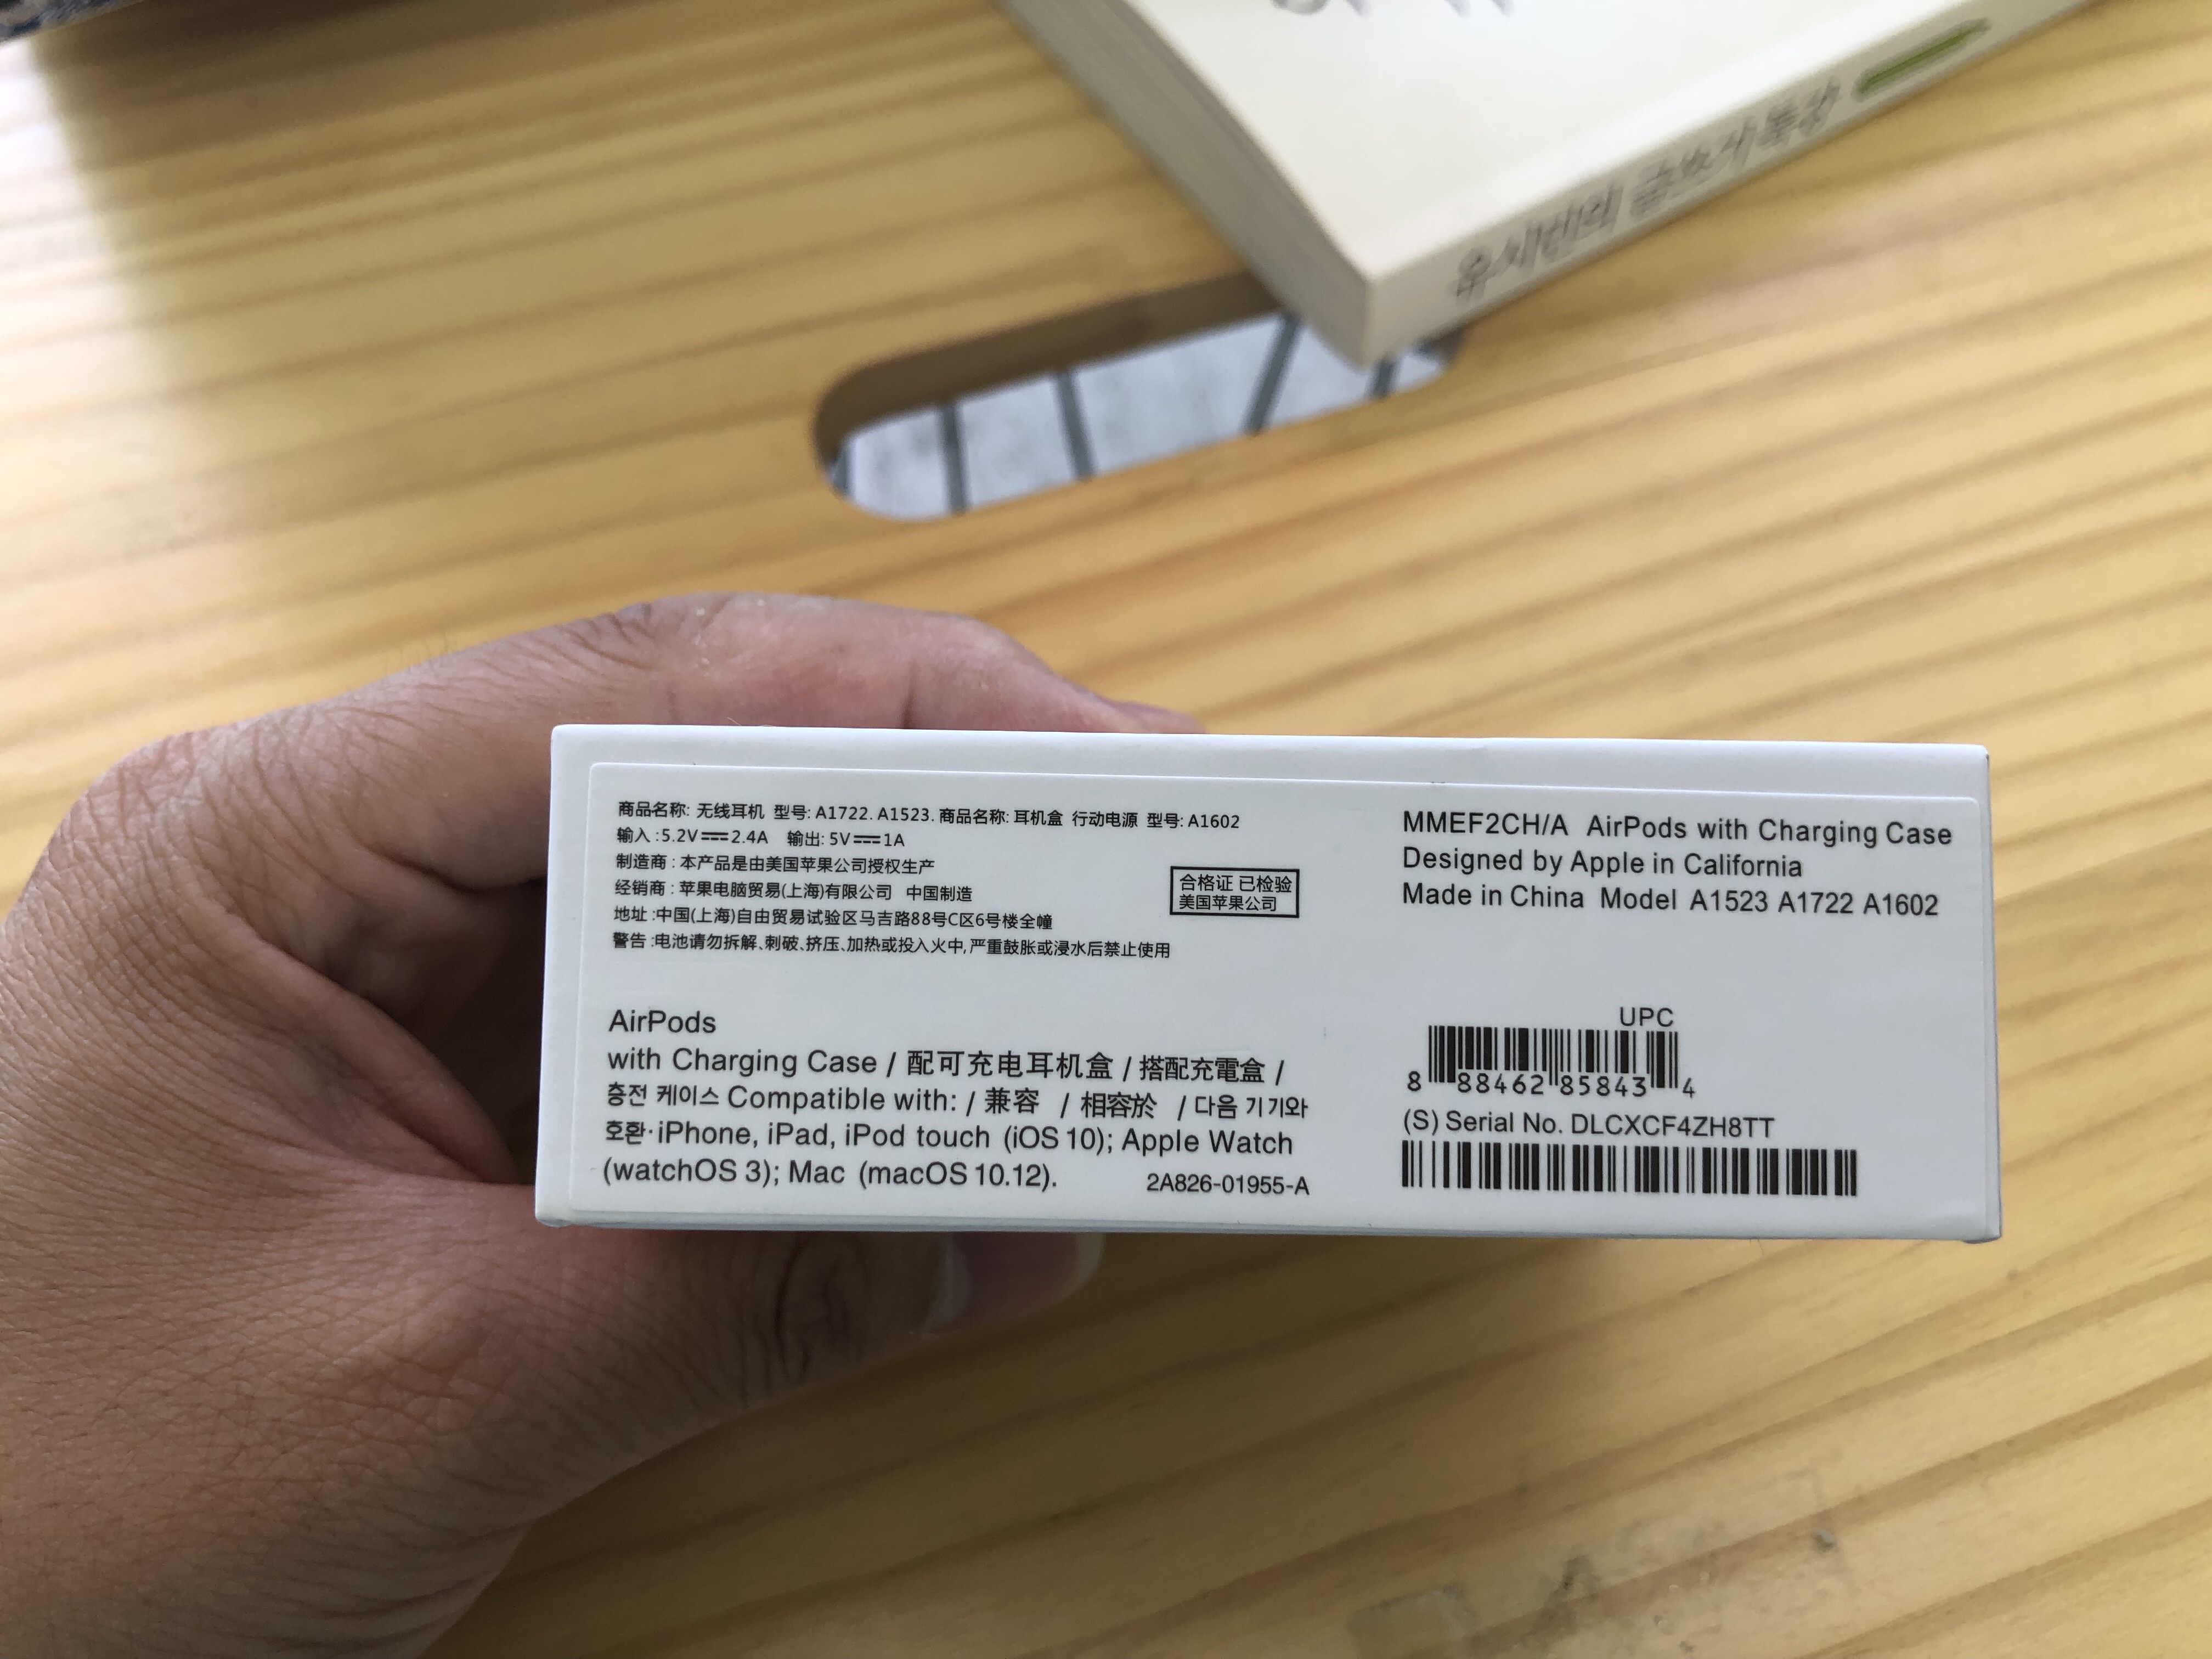 유시민의 글쓰기 특강
商品名称: 无线耳机 型号: A1722. A1523. 商品名称: 耳机盒 行动电源 型号: A1602
输入 :5.2V⎓2.4A 输出: 5V⎓1A
制造商 : 本产品是由美国苹果公司授权生产
经销商 : 苹果电脑贸易(上海)有限公司 中国制造
地址 :中国(上海)自由贸易试验区马吉路88号C区6号楼全幢
警告 :电池请勿拆解､刺破､挤压､加热或投入火中,严重鼓胀或浸水后禁止使用
合格证 已检验
美国苹果公司
AirPods
with Charging Case / 配可充电耳机盒 / 搭配充電盒 /
충전 케이스 Compatible with: / 兼容 / 相容於 / 다음 기기와
호환· iPhone, iPad, iPod touch (iOS 10); Apple Watch
(watchOS 3); Mac (macOS 10.12).
2A826-01955-A
MMEF2CH/A AirPods with Charging Case
Designed by Apple in California
Made in China Model A1523 A1722 A1602
UPC
8 88462 85843 4
(S) Serial No. DLCXCF4ZH8TT